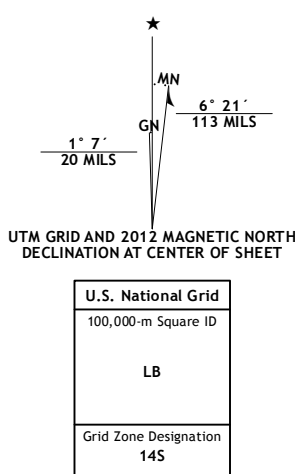 ★
MN
GN
6° 21´
113 MILS
1° 7´
20 MILS
UTM GRID AND 2012 MAGNETIC NORTH
DECLINATION AT CENTER OF SHEET
U.S. National Grid
100,000-m Square ID
LB
Grid Zone Designation
14S